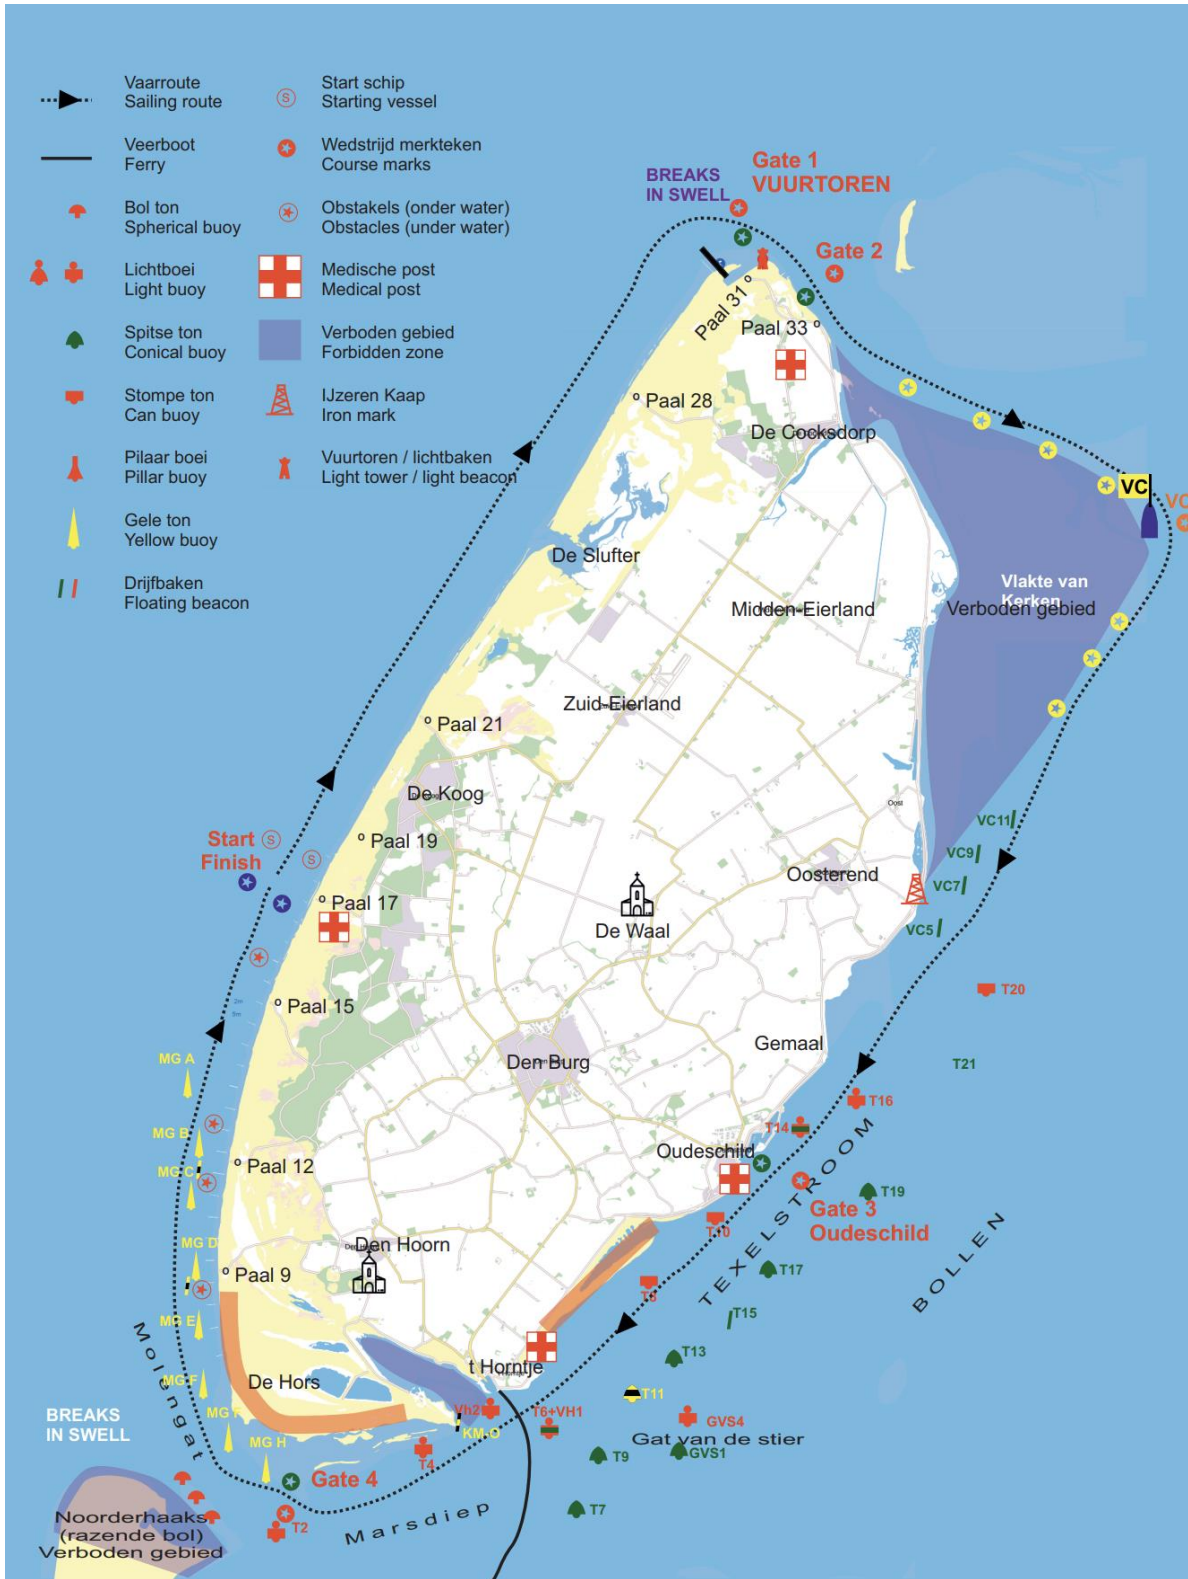 Vaarroute
Sailing route
Veerboot
Ferry
Bol ton
Spherical buoy
Lichtboei
Light buoy
Spitse ton
Conical buoy
Stompe ton
Can buoy
Pilaar boei
Pillar buoy
Gele ton
Yellow buoy
Drijfbaken
Floating beacon
S
Start schip
Starting vessel
Wedstrijd merkteken
Course marks
Obstakels (onder water)
Obstacles (under water)
Medische post
Medical post
Verboden gebied
Forbidden zone
IJzeren Kaap
Iron mark
Vuurtoren / lichtbaken
Light tower / light beacon
BREAKS
IN SWELL
Gate 1
VUURTOREN
Gate 2
Paal 31 º
Paal 33 º
º Paal 28
De Cocksdorp
VC
VC
De Slufter
Vlakte van
Kerken
Midden-Eierland
Verboden gebied
Zuid-Eierland
º Paal 21
De Koog
Start
Finish
S
S
º Paal 19
VC11
VC9
Oost
Oosterend
VC7
º Paal 17
De Waal
VC5
T20
º Paal 15
Gemaal
MG A
Den Burg
T21
T16
MG B
T14
Oudeschild
MG C
º Paal 12
T19
Gate 3
Oudeschild
T10
MG D
Den Hoorn
T17
TEXELSTROOM
BOLLEN
º Paal 9
MG E
T15
T13
t Horntje
MG F
De Hors
T11
Molengat
BREAKS
IN SWELL
MG F
Vh2
T6+VH1
GVS4
KM-O
Gat van de stier
MG H
T4
T9
GVS1
Gate 4
Marsdiep
T7
T2
Noorderhaaks
(razende bol)
Verboden gebied